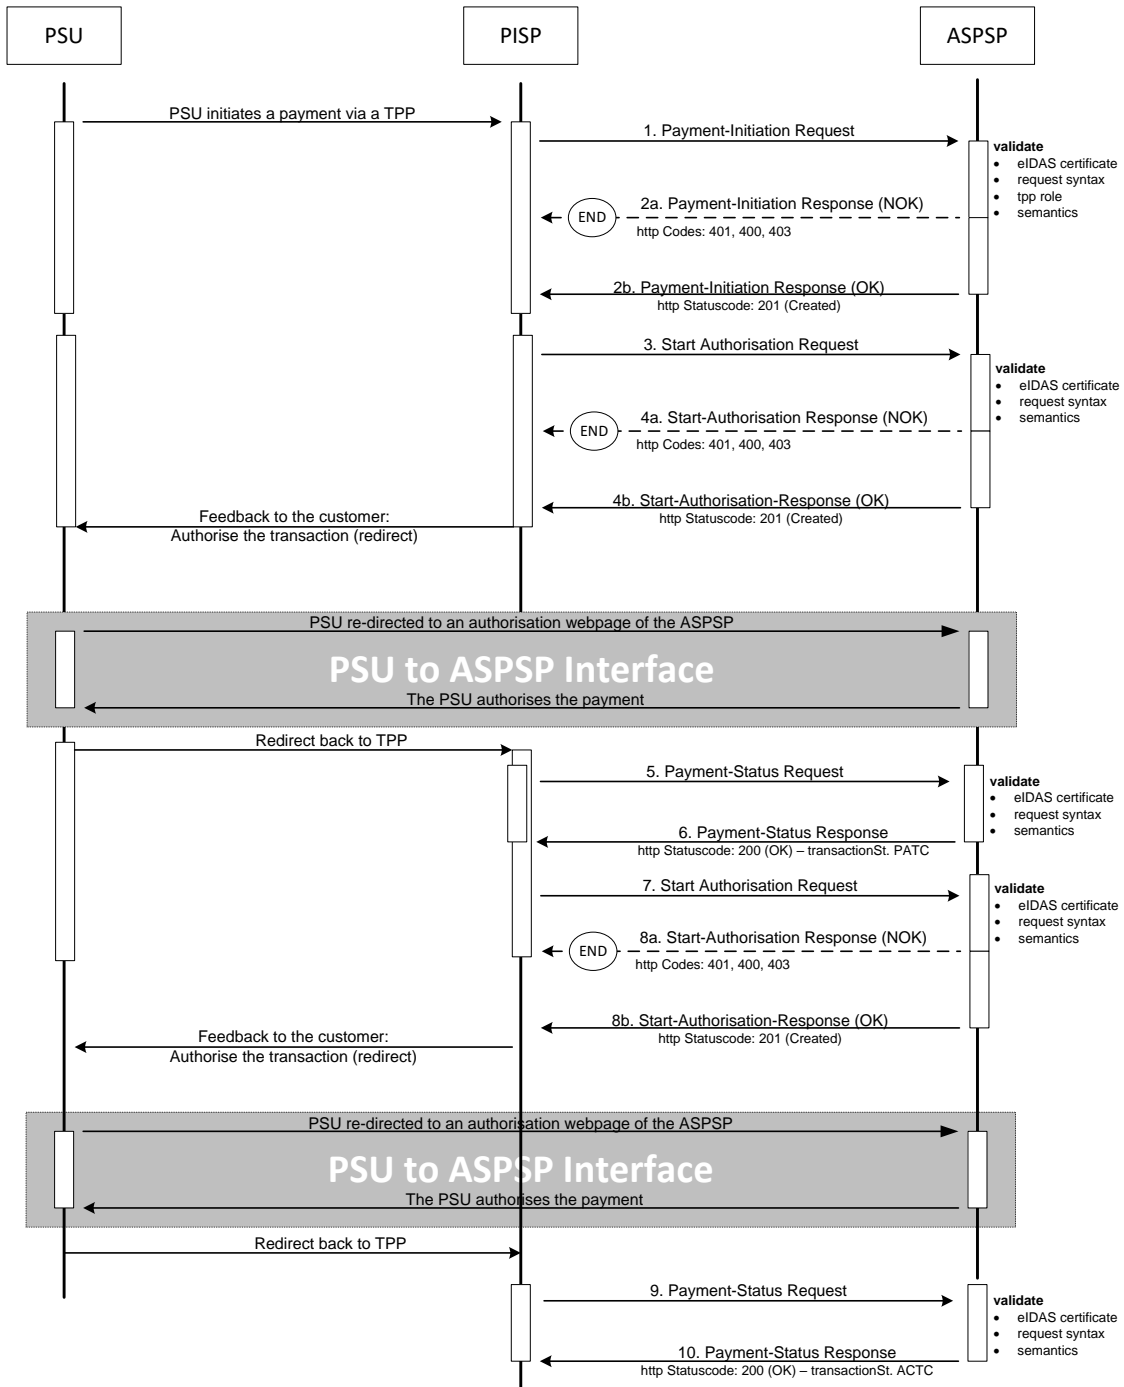 PSU
PISP
ASPSP
PSU initiates a payment via a TPP
1. Payment-Initiation Request
validate
• eIDAS certificate
• request syntax
• tpp role
• semantics
2a. Payment-Initiation Response (NOK)
END
http Codes: 401, 400, 403
2b. Payment-Initiation Response (OK)
http Statuscode: 201 (Created)
3. Start Authorisation Request
validate
• eIDAS certificate
• request syntax
• semantics
4a. Start-Authorisation Response (NOK)
END
http Codes: 401, 400, 403
4b. Start-Authorisation-Response (OK)
http Statuscode: 201 (Created)
Feedback to the customer:
Authorise the transaction (redirect)
PSU re-directed to an authorisation webpage of the ASPSP
PSU to ASPSP Interface
The PSU authorises the payment
Redirect back to TPP
5. Payment-Status Request
validate
• eIDAS certificate
• request syntax
• semantics
6. Payment-Status Response
http Statuscode: 200 (OK) – transactionSt. PATC
7. Start Authorisation Request
validate
• eIDAS certificate
• request syntax
• semantics
8a. Start-Authorisation Response (NOK)
END
http Codes: 401, 400, 403
8b. Start-Authorisation-Response (OK)
http Statuscode: 201 (Created)
Feedback to the customer:
Authorise the transaction (redirect)
PSU re-directed to an authorisation webpage of the ASPSP
PSU to ASPSP Interface
The PSU authorises the payment
Redirect back to TPP
9. Payment-Status Request
validate
• eIDAS certificate
• request syntax
• semantics
10. Payment-Status Response
http Statuscode: 200 (OK) – transactionSt. ACTC